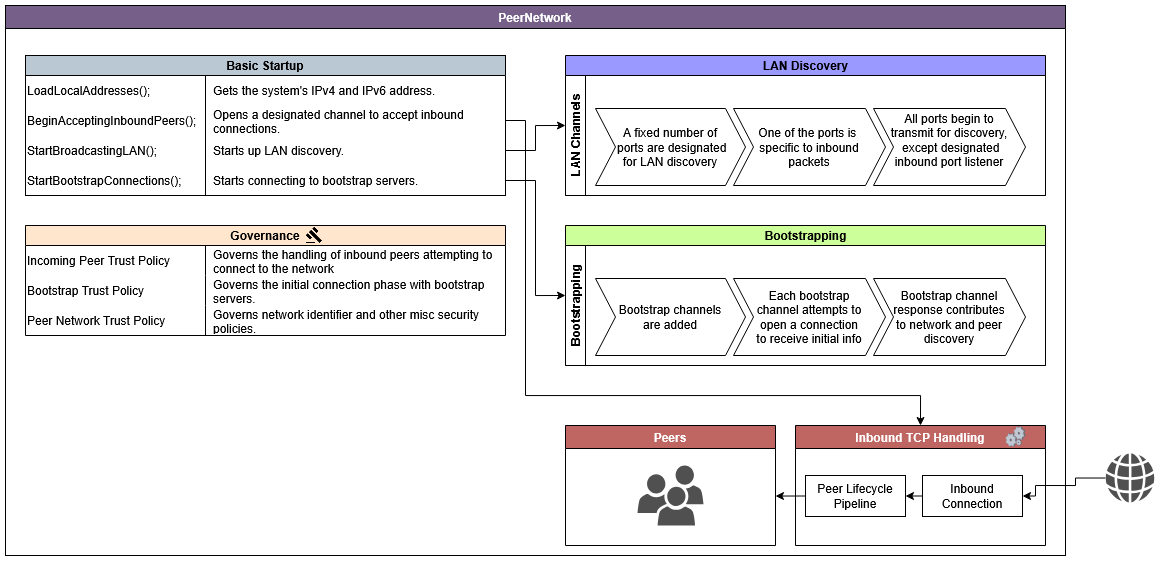 PeerNetwork
Basic Startup
LoadLocalAddresses();
Gets the system's IPv4 and IPv6 address.
BeginAcceptingInboundPeers();
Opens a designated channel to accept inbound
connections.
StartBroadcastingLAN();
Starts up LAN discovery.
StartBootstrapConnections();
Starts connecting to bootstrap servers.
LAN Discovery
LAN Channels
A fixed number of
ports are designated
for LAN discovery
One of the ports is
specific to inbound
packets
All ports begin to
transmit for discovery,
except designated
inbound port listener
Governance
Incoming Peer Trust Policy
Governs the handling of inbound peers attempting to
connect to the network
Bootstrap Trust Policy
Governs the initial connection phase with bootstrap
servers.
Peer Network Trust Policy
Governs network identifier and other misc security
policies.
Bootstrapping
Bootstrapping
Bootstrap channels
are added
Each bootstrap
channel attempts to
open a connection
to receive initial info
Bootstrap channel
response contributes
to network and peer
discovery
Peers
Inbound TCP Handling
Peer Lifecycle
Pipeline
Inbound
Connection